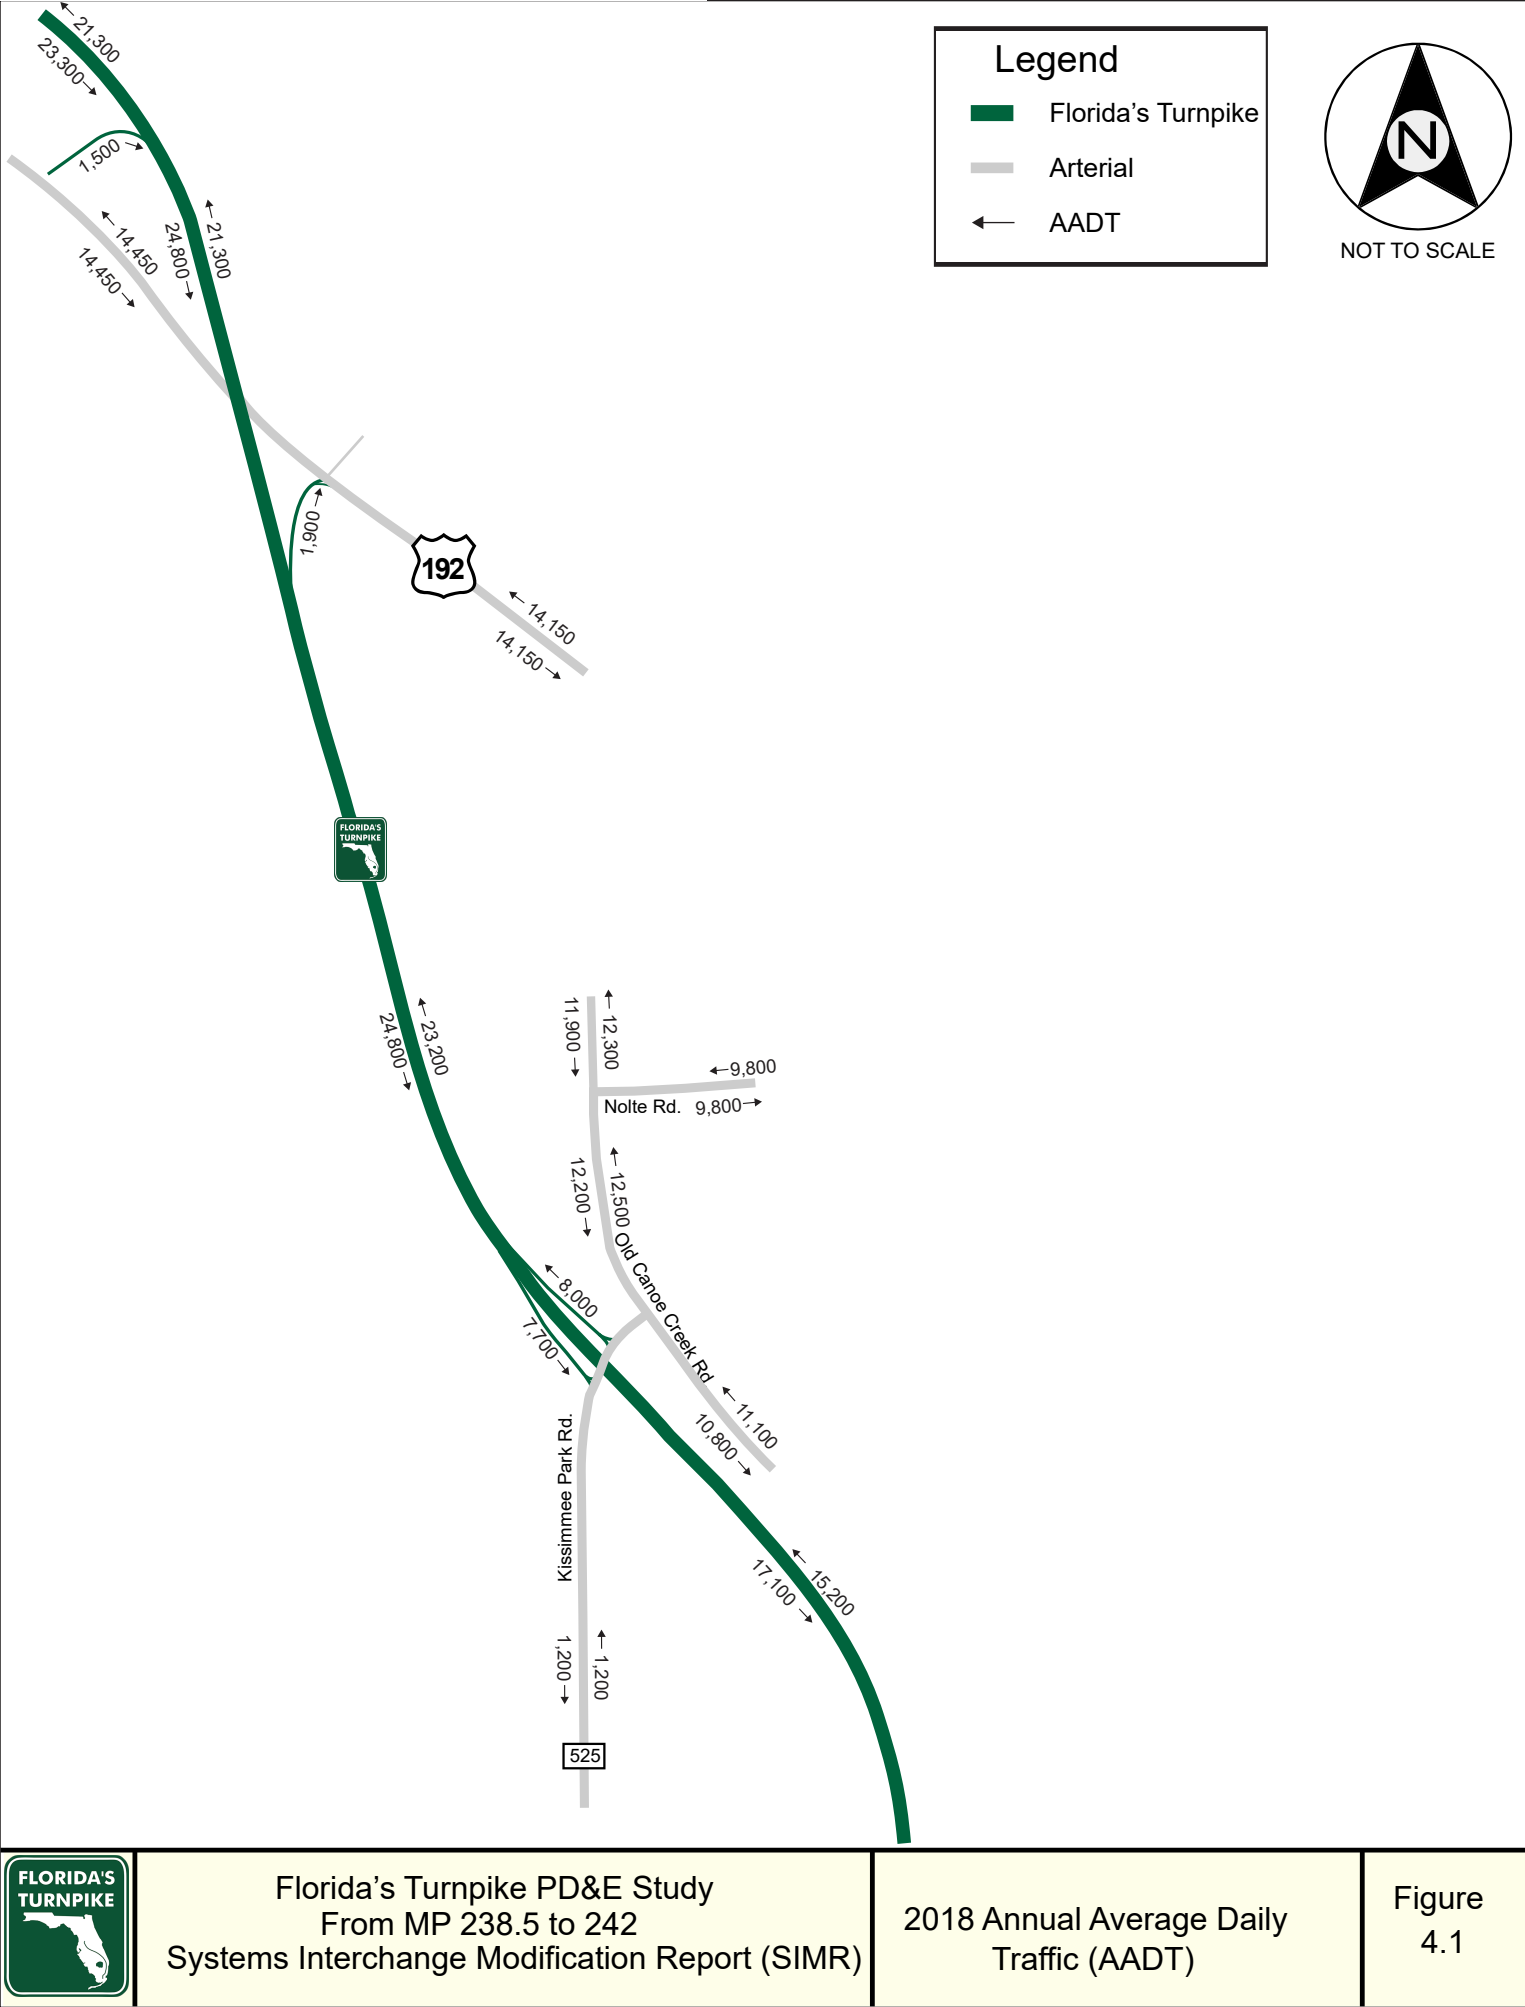 21,300
23,300
1,500
14,450
14,450
24,800
21,300
Legend
Florida’s Turnpike
Arterial
AADT
N
NOT TO SCALE
1,900
192
14,150
14,150
FLORIDA'S
TURNPIKE
24,800
23,200
11,900
12,300
9,800
Nolte Rd.
9,800
12,200
12,500
Old Canoe Creek Rd
8,000
7,700
11,100
10,800
Kissimmee Park Rd.
17,100
15,200
1,200
1,200
525
FLORIDA'S
TURNPIKE
Florida’s Turnpike PD&E Study
From MP 238.5 to 242
Systems Interchange Modification Report (SIMR)
2018 Annual Average Daily
Traffic (AADT)
Figure
4.1